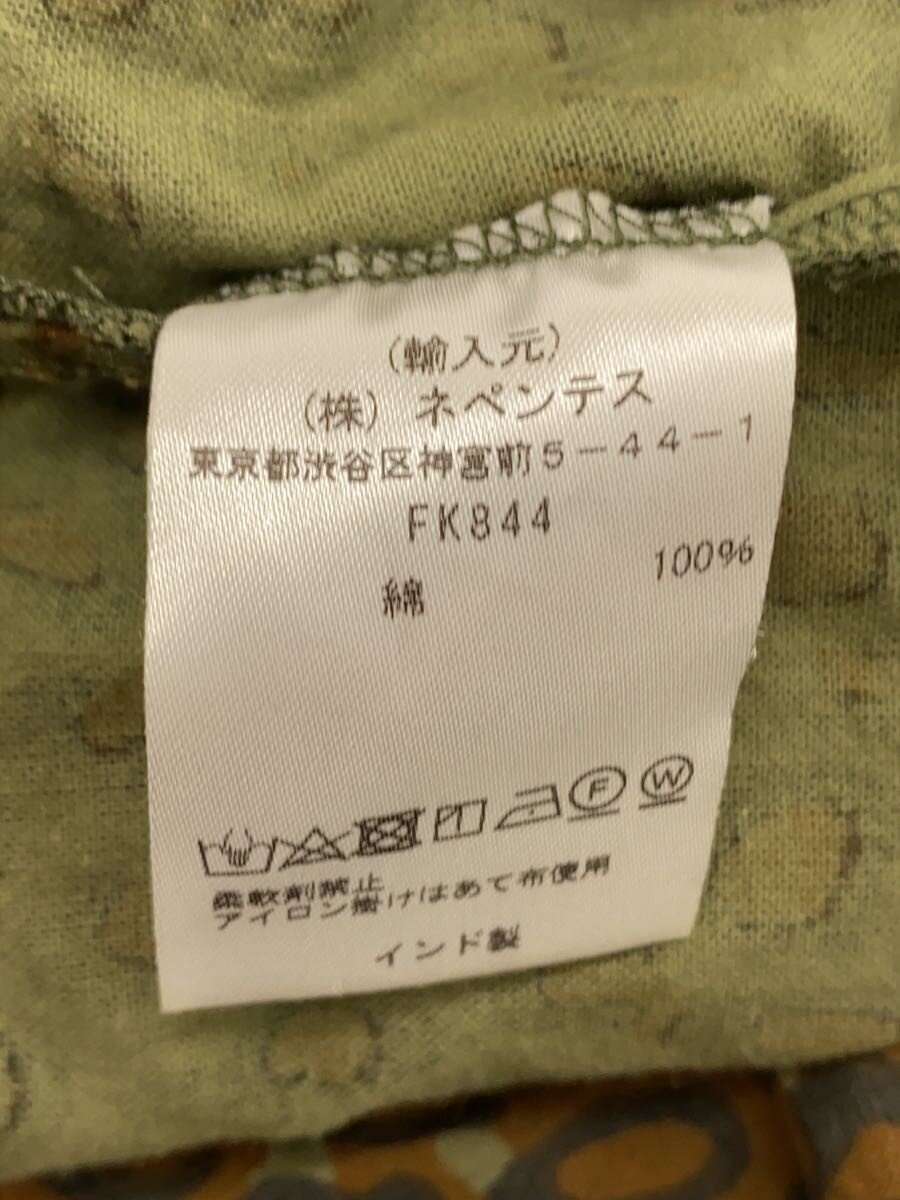 (輸入元)
(株) ネペンテス
東京都渋谷区神宮前5-44-1
FK844
綿 100%
F W
柔軟剤禁止
アイロン掛けはあて布使用
インド製